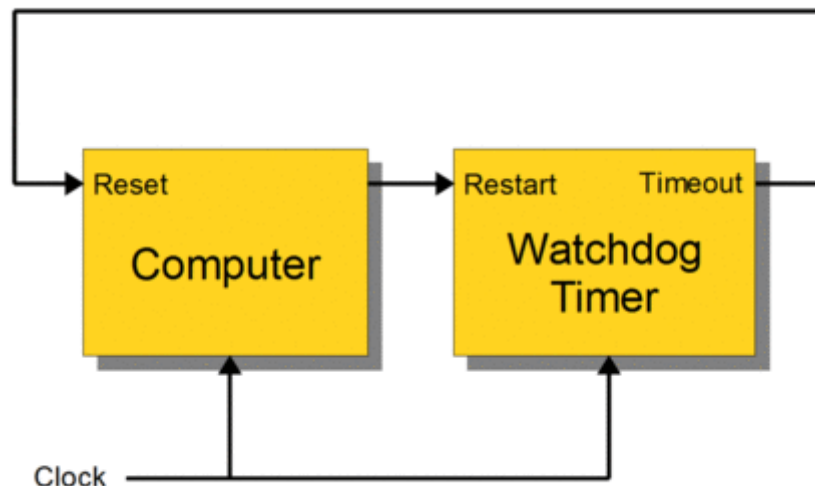 Reset
Computer
Restart
Timeout
Watchdog
Timer
Clock